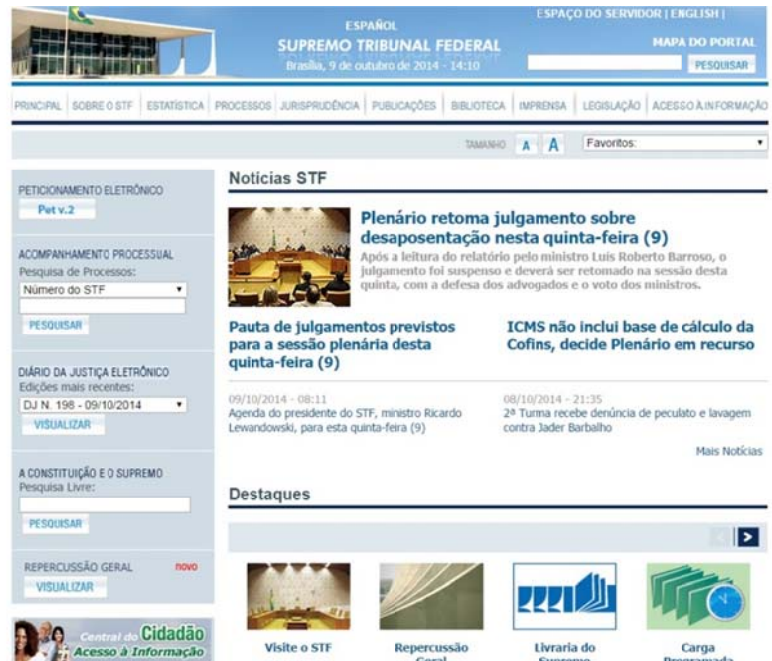 ESPAÑOL
ESPAÇO DO SERVIDOR | ENGLISH |
SUPREMO TRIBUNAL FEDERAL
Brasília, 9 de outubro de 2014 - 14:10
MAPA DO PORTAL
PESQUISAR
PRINCIPAL SOBRE O STF ESTATÍSTICA PROCESSOS JURISPRUDÊNCIA PUBLICAÇÕES BIBLIOTECA IMPRENSA LEGISLAÇÃO ACESSO À INFORMAÇÃO
TAMANHO A A Favoritos:
PETICIONAMENTO ELETRÔNICO
Pet v.2
ACOMPANHAMENTO PROCESSUAL
Pesquisa de Processos:
Número do STF
PESQUISAR
DIÁRIO DA JUSTIÇA ELETRÔNICO
Edições mais recentes:
DJ N. 198 - 09/10/2014
VISUALIZAR
A CONSTITUIÇÃO E O SUPREMO
Pesquisa Livre:
PESQUISAR
REPERCUSSÃO GERAL novo
VISUALIZAR
Central do Cidadão
Acesso à Informação
Notícias STF
Plenário retoma julgamento sobre
desaposentação nesta quinta-feira (9)
Após a leitura do relatório pelo ministro Luís Roberto Barroso, o
julgamento foi suspenso e deverá ser retomado na sessão desta
quinta, com a defesa dos advogados e o voto dos ministros.
Pauta de julgamentos previstos
para a sessão plenária desta
quinta-feira (9)
ICMS não inclui base de cálculo da
Cofins, decide Plenário em recurso
09/10/2014 - 08:11
Agenda do presidente do STF, ministro Ricardo
Lewandowski, para esta quinta-feira (9)
08/10/2014 - 21:35
2ª Turma recebe denúncia de peculato e lavagem
contra Jader Barbalho
Mais Notícias
Destaques
Visite o STF
Repercussão
Geral
Livraria do
Supremo
Carga
Programada